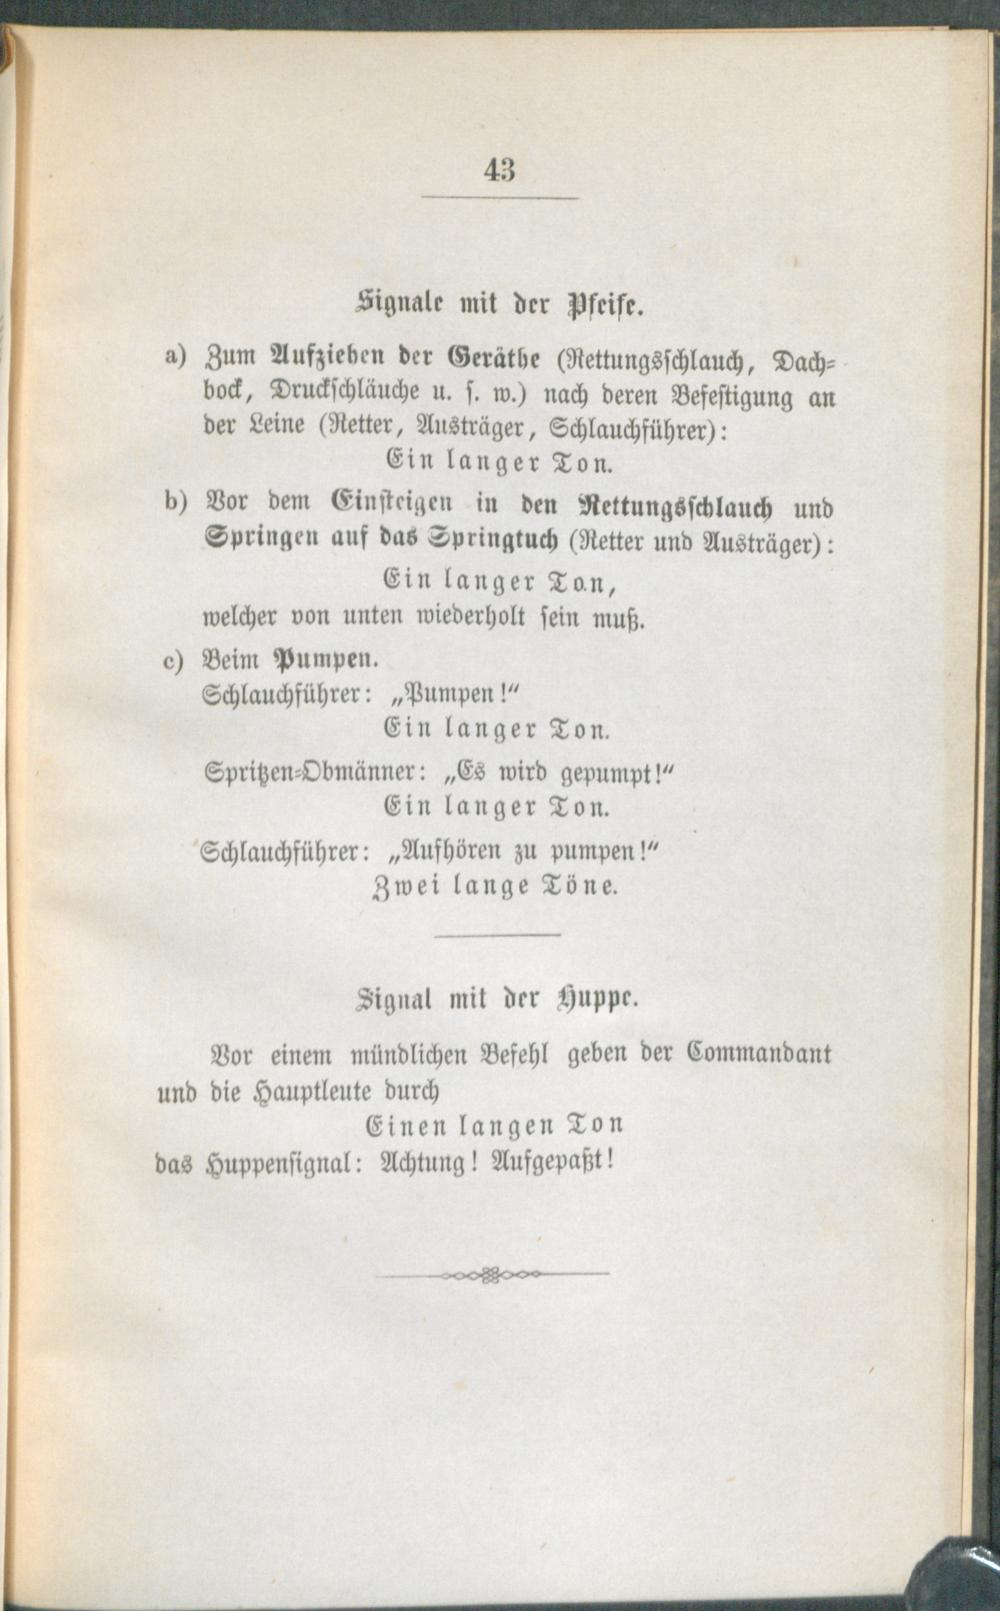 43
Signale mit der Pfeife.
a) Zum Aufziehen der Geräthe (Rettungsschlauch, Dach-
bock, Druckschläuche u. s. w.) nach deren Befestigung an
der Leine (Retter, Austräger, Schlauchführer):
Ein langer Ton.
b) Vor dem Einsteigen in den Rettungsschlauch und
Springen auf das Springtuch (Retter und Austräger):
Ein langer Ton,
welcher von unten wiederholt sein muß.
c) Beim Pumpen.
Schlauchführer: „Pumpen!“
Ein langer Ton.
Spritzen-Obmänner: „Es wird gepumpt!“
Ein langer Ton.
Schlauchführer: „Aufhören zu pumpen!“
Zwei lange Töne.
Signal mit der Huppe.
Vor einem mündlichen Befehl geben der Commandant
und die Hauptleute durch
Einen langen Ton
das Huppensignal: Achtung! Aufgepaßt!